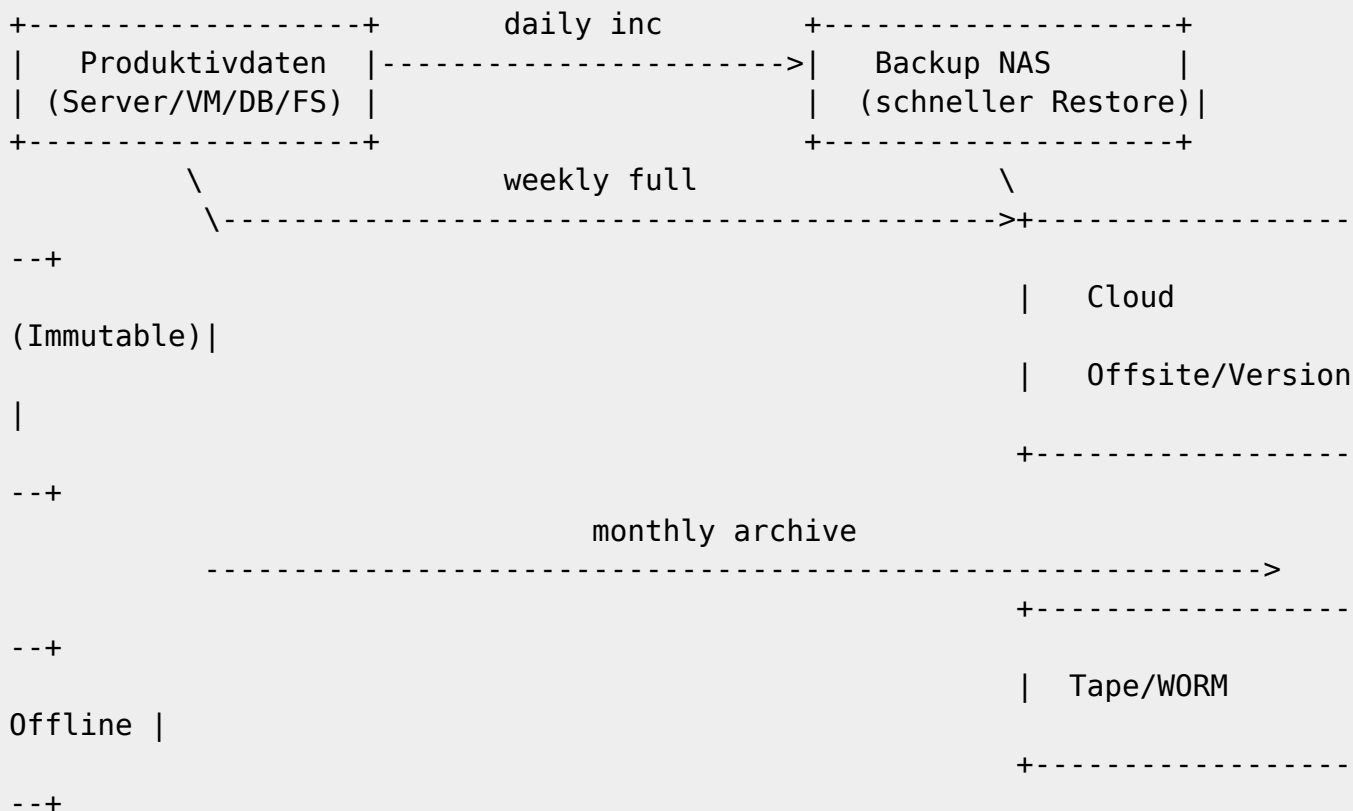 +-------------------+       daily inc        +--------------------+
|   Produktivdaten  |----------------------->|   Backup NAS       |
| (Server/VM/DB/FS) |                        |  (schneller Restore)|
+-------------------+                        +--------------------+
          \                 weekly full                 \
           \-------------------------------------------->+------------------
--+
                                                         |   Cloud
(Immutable)|
                                                         |   Offsite/Version
|
                                                         +------------------
--+
                                 monthly archive
           ------------------------------------------------------------>
                                                         +------------------
--+
                                                         |  Tape/WORM
Offline |
                                                         +------------------
--+